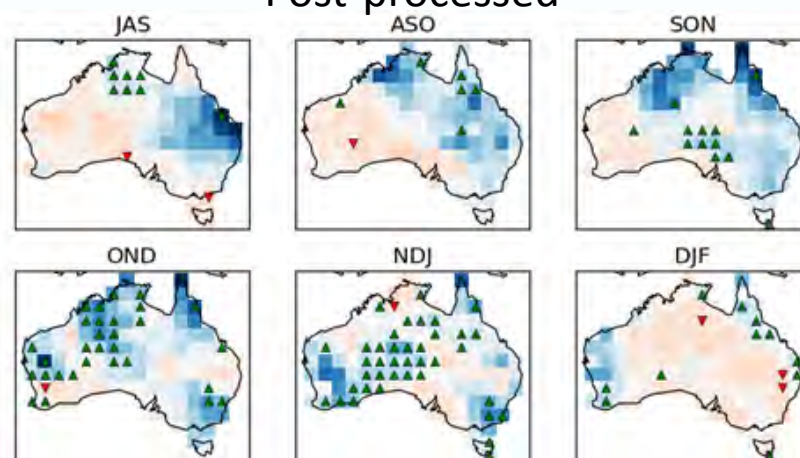 Post-processed
JAS
ASO
SON
OND
NDJ
DJF